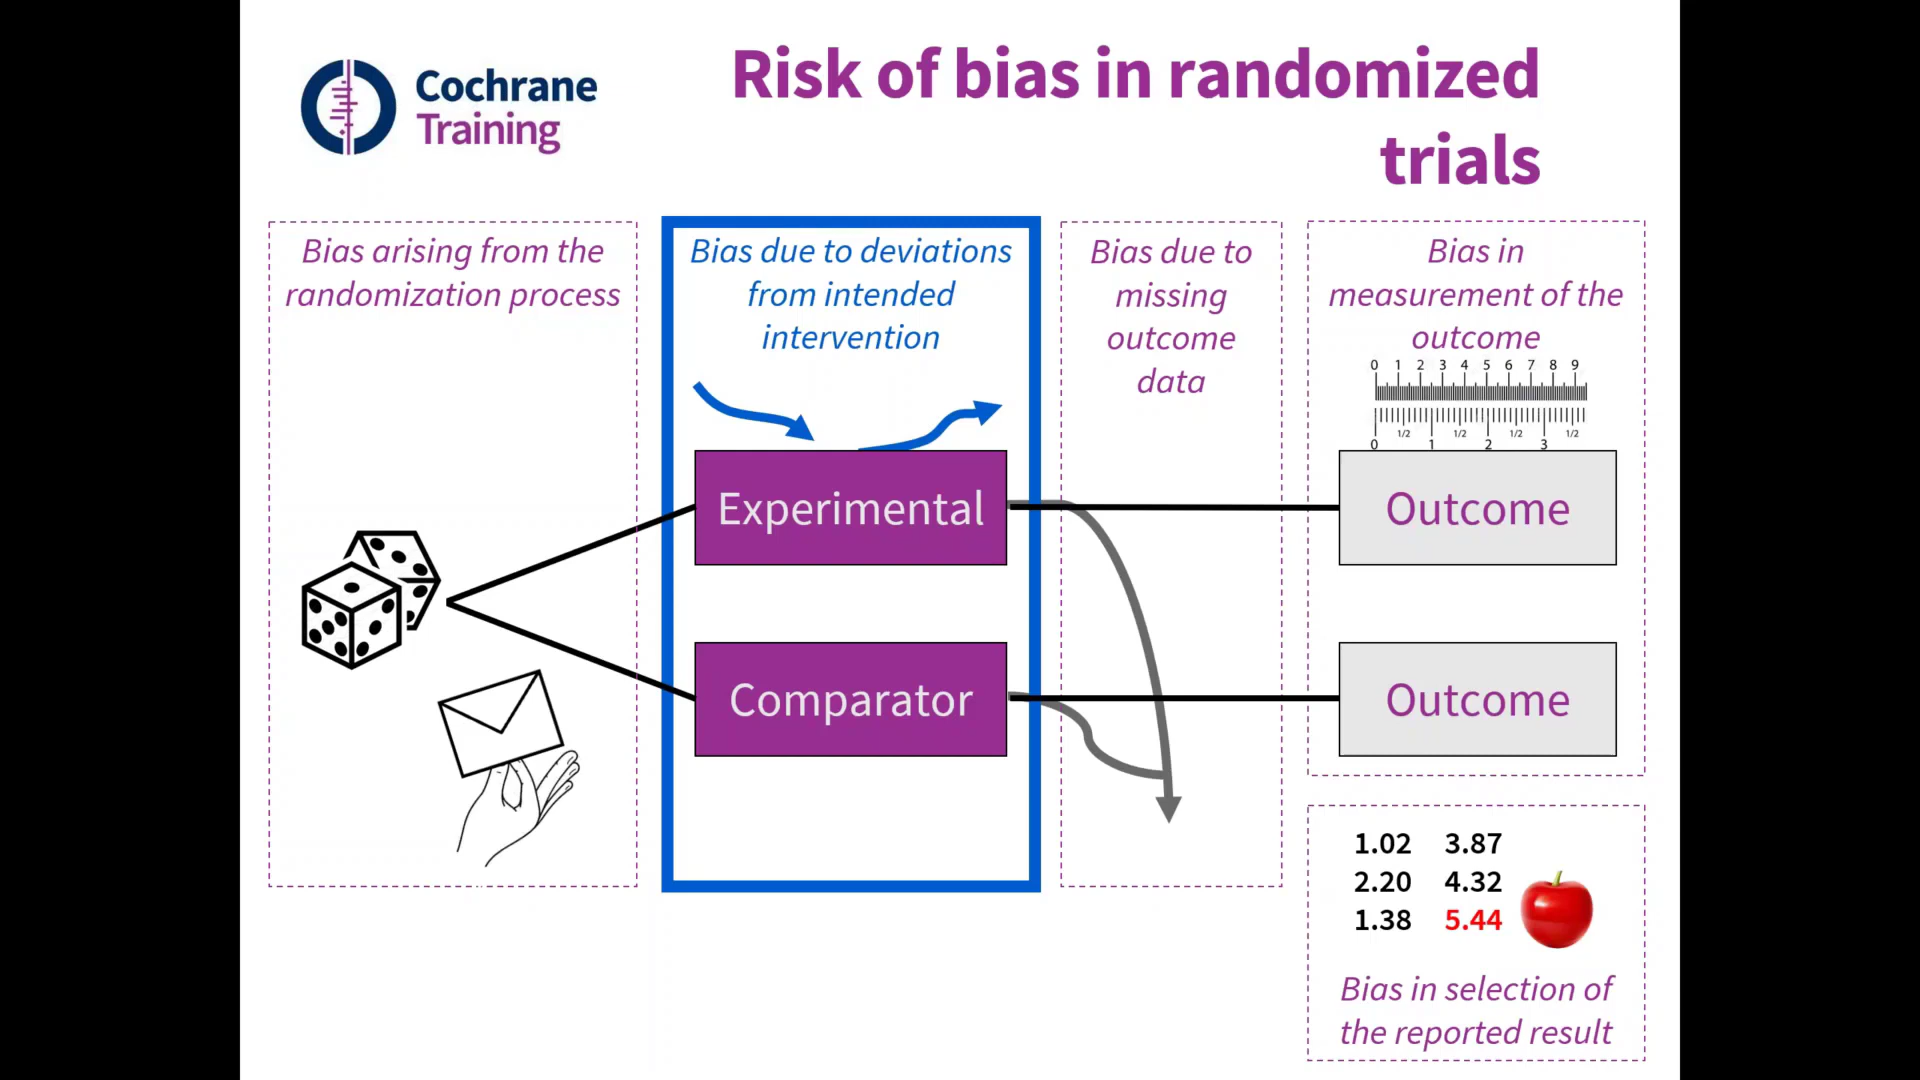 Cochrane
Training
Risk of bias in randomized
trials
Bias arising from the
randomization process
Bias due to deviations
from intended
intervention
Bias due to
missing
outcome
data
Bias in
measurement of the
outcome
0 1 2 3 4 5 6 7 8 9
1/2 1/2 1/2 1/2
0 1 2 3
Experimental
Outcome
Comparator
Outcome
1.02 3.87
2.20 4.32
1.38 5.44
Bias in selection of
the reported result